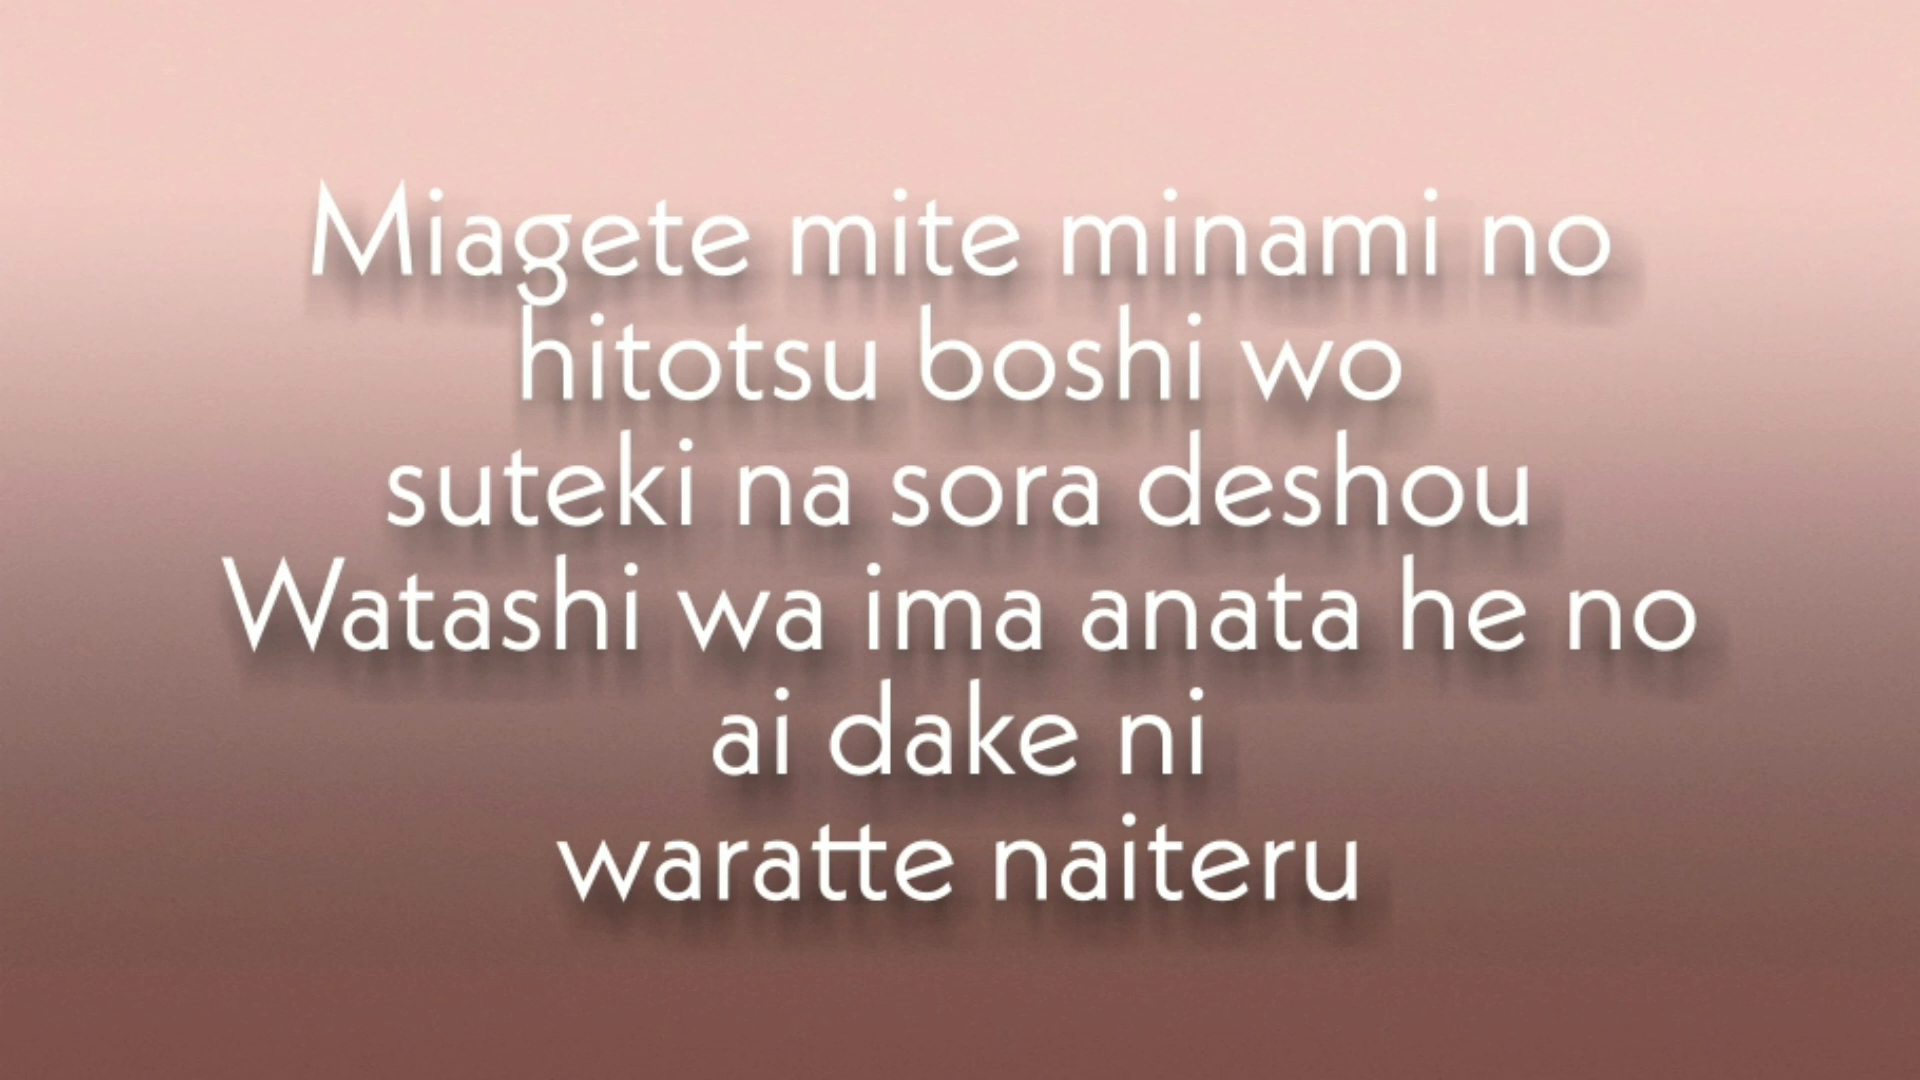 Miagete mite minami no
hitotsu boshi wo
suteki na sora deshou
Watashi wa ima anata he no
ai dake ni
waratte naiteru